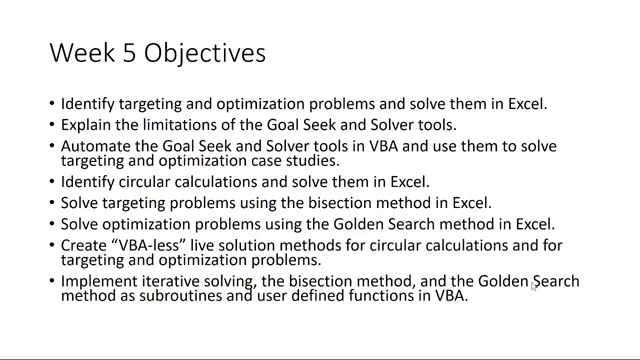 Week 5 Objectives
• Identify targeting and optimization problems and solve them in Excel.
• Explain the limitations of the Goal Seek and Solver tools.
• Automate the Goal Seek and Solver tools in VBA and use them to solve
targeting and optimization case studies.
• Identify circular calculations and solve them in Excel.
• Solve targeting problems using the bisection method in Excel.
• Solve optimization problems using the Golden Search method in Excel.
• Create “VBA-less” live solution methods for circular calculations and for
targeting and optimization problems.
• Implement iterative solving, the bisection method, and the Golden Search
method as subroutines and user defined functions in VBA.